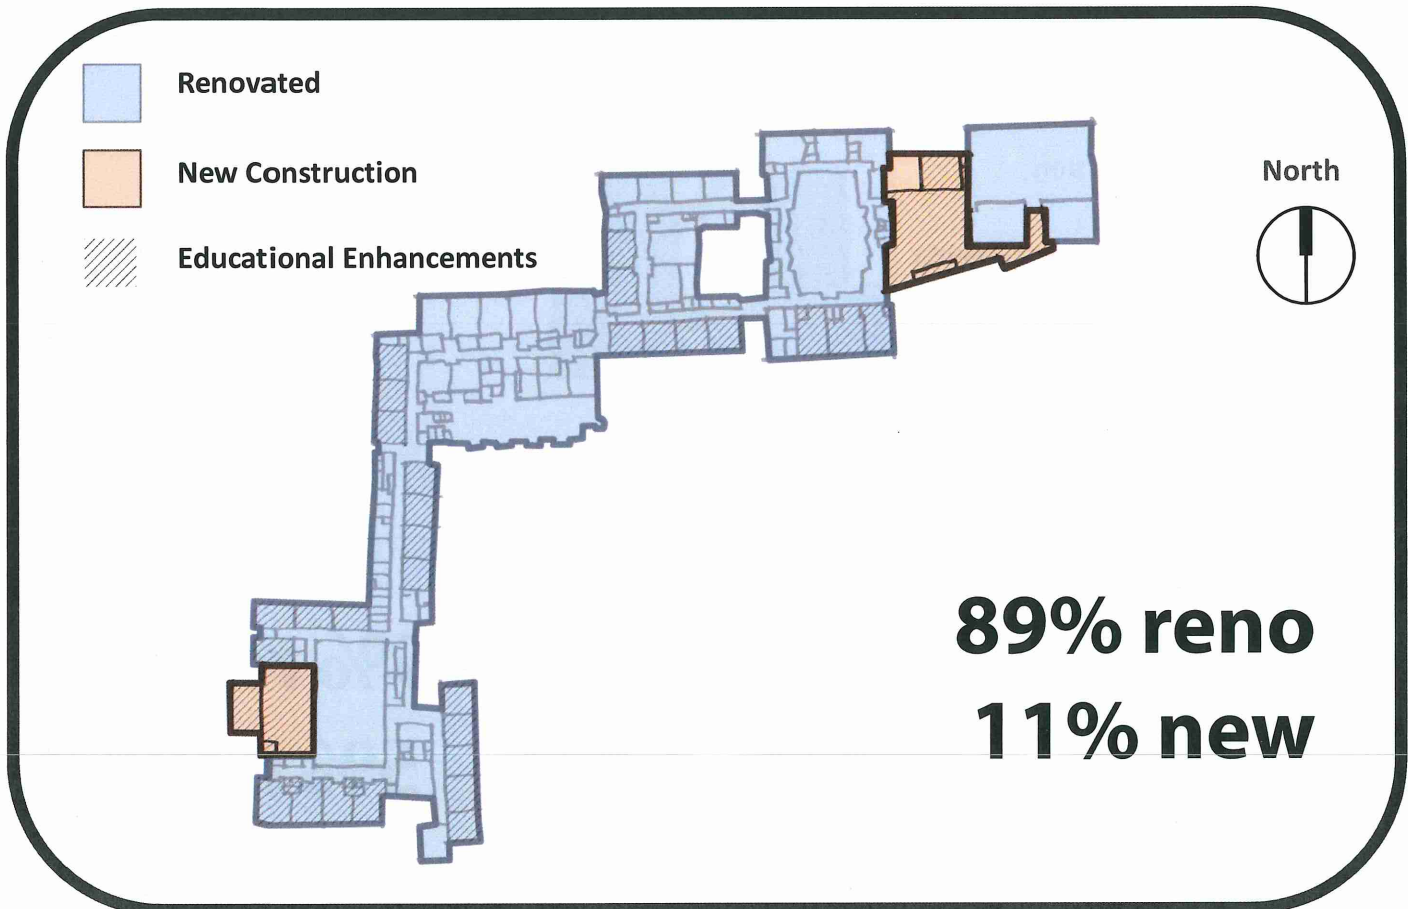 Renovated
New Construction
Educational Enhancements
North
89% reno
11% new